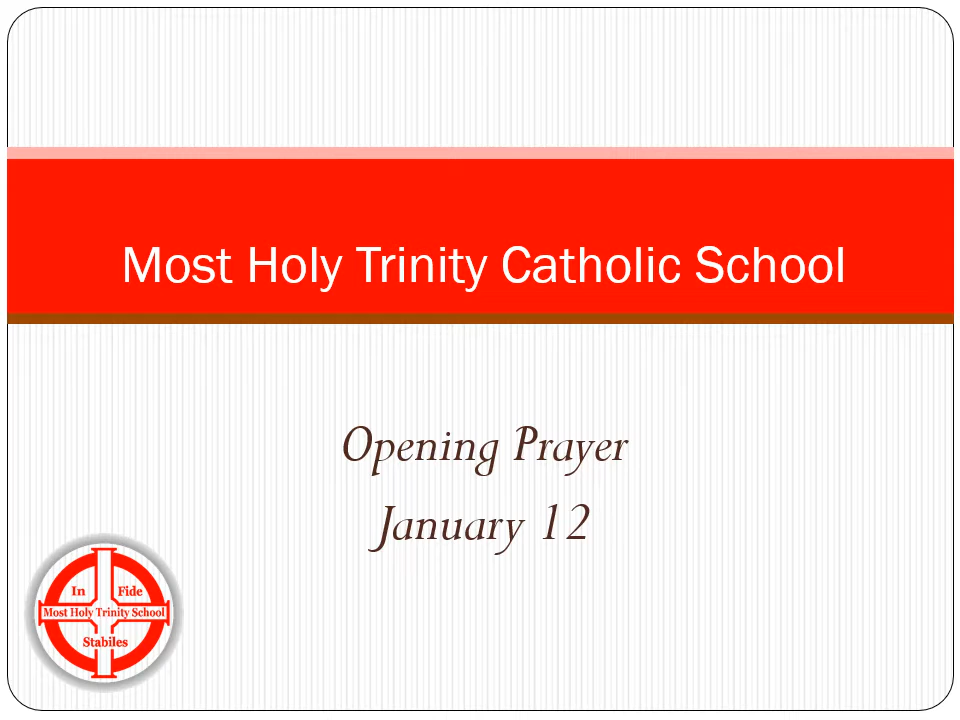 Most Holy Trinity Catholic School
Opening Prayer
January 12
In Fide
Most Holy Trinity School
Stabiles